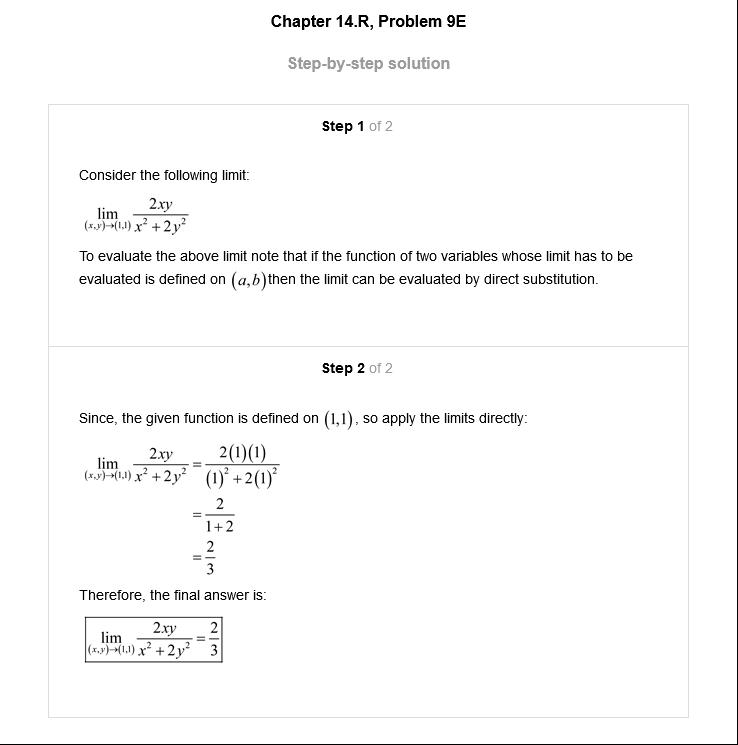 Chapter 14.R, Problem 9E
Step-by-step solution
Step 1 of 2
Consider the following limit:
lim_{(x,y)→(1,1)} \frac{2xy}{x^2 + 2y^2}
To evaluate the above limit note that if the function of two variables whose limit has to be
evaluated is defined on (a,b) then the limit can be evaluated by direct substitution.
Step 2 of 2
Since, the given function is defined on (1,1), so apply the limits directly:
lim_{(x,y)→(1,1)} \frac{2xy}{x^2 + 2y^2} = \frac{2(1)(1)}{(1)^2 + 2(1)^2}
= \frac{2}{1+2}
= \frac{2}{3}
Therefore, the final answer is:
lim_{(x,y)→(1,1)} \frac{2xy}{x^2 + 2y^2} = \frac{2}{3}